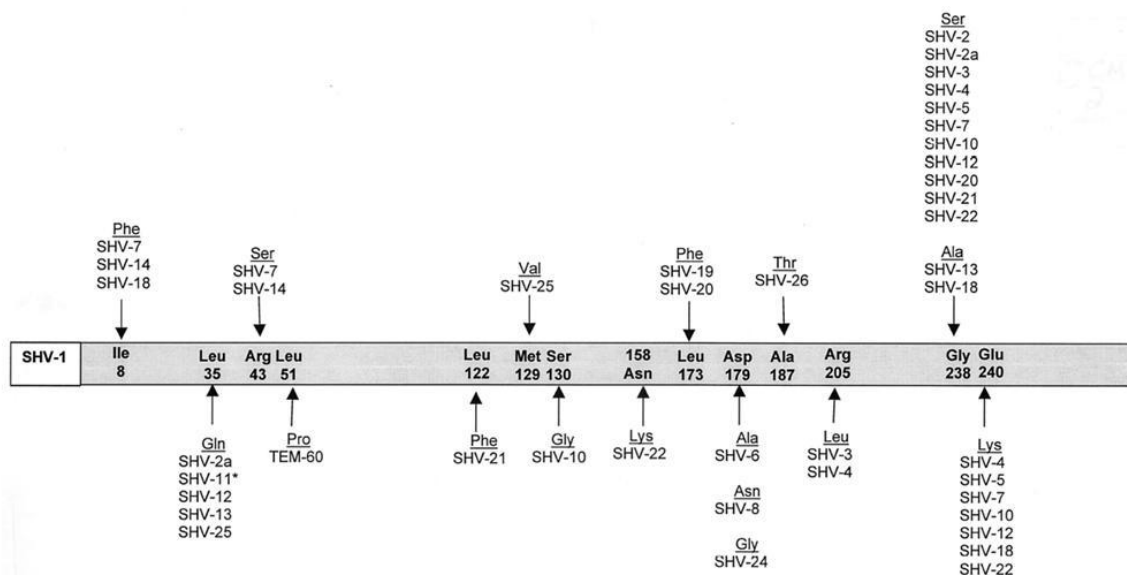 Ser
SHV-2
SHV-2a
SHV-3
SHV-4
SHV-5
SHV-7
SHV-10
SHV-12
SHV-20
SHV-21
SHV-22
Phe
SHV-7
SHV-14
SHV-18
Ser
SHV-7
SHV-14
Val
SHV-25
Phe
SHV-19
SHV-20
Thr
SHV-26
Ala
SHV-13
SHV-18
SHV-1
Ile
8
Leu
35
Arg
43
Leu
51
Leu
122
Met
129
Ser
130
158
Asn
Leu
173
Asp
179
Ala
187
Arg
205
Gly
238
Glu
240
Gln
SHV-2a
SHV-11*
SHV-12
SHV-13
SHV-25
Pro
TEM-60
Phe
SHV-21
Gly
SHV-10
Lys
SHV-22
Ala
SHV-6
Asn
SHV-8
Gly
SHV-24
Leu
SHV-3
SHV-4
Lys
SHV-4
SHV-5
SHV-7
SHV-10
SHV-12
SHV-18
SHV-22